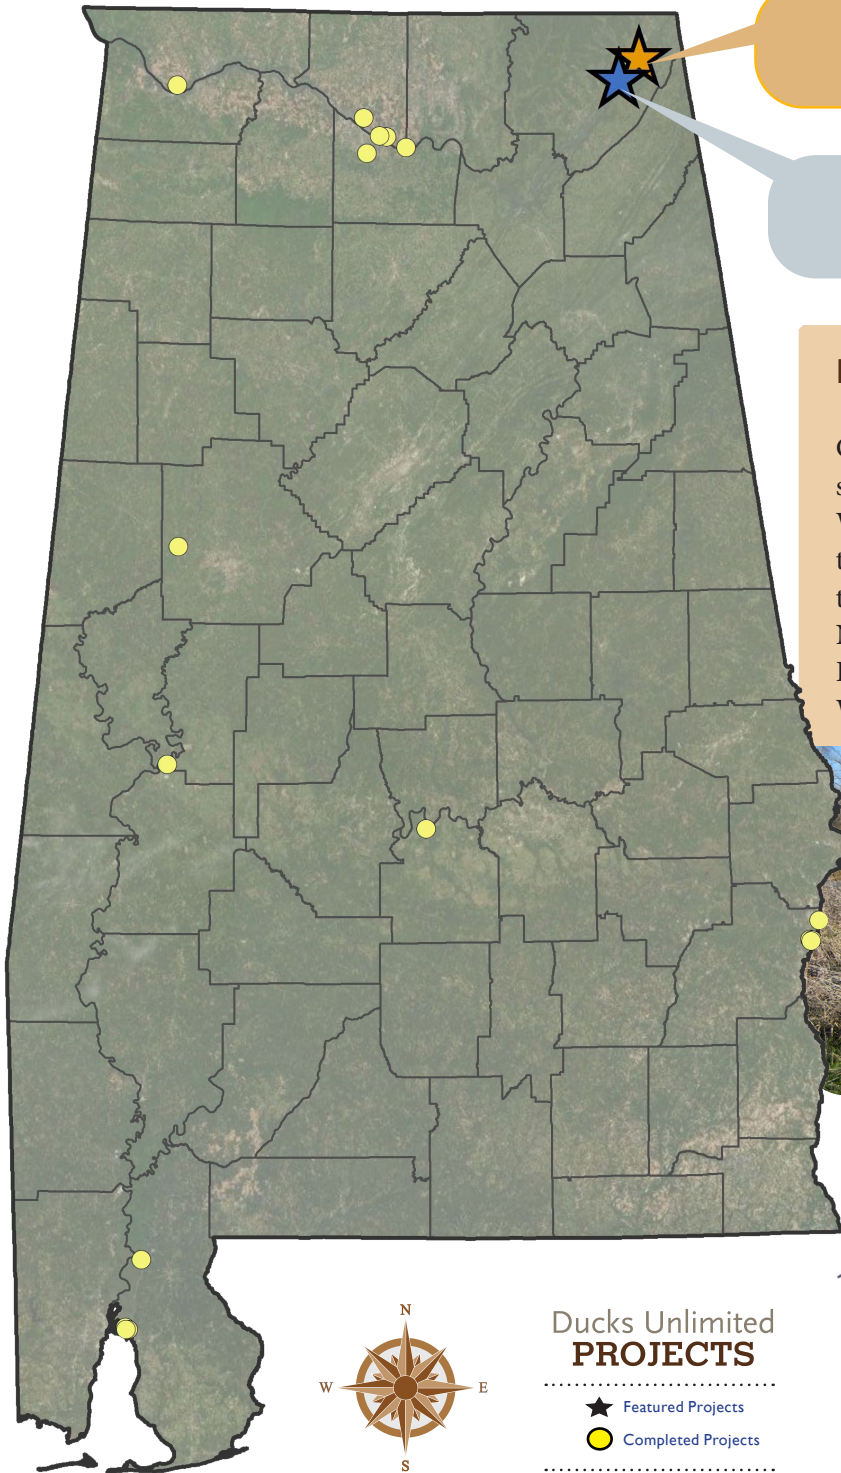 N
W
E
S
Ducks Unlimited
PROJECTS
Featured Projects
Completed Projects